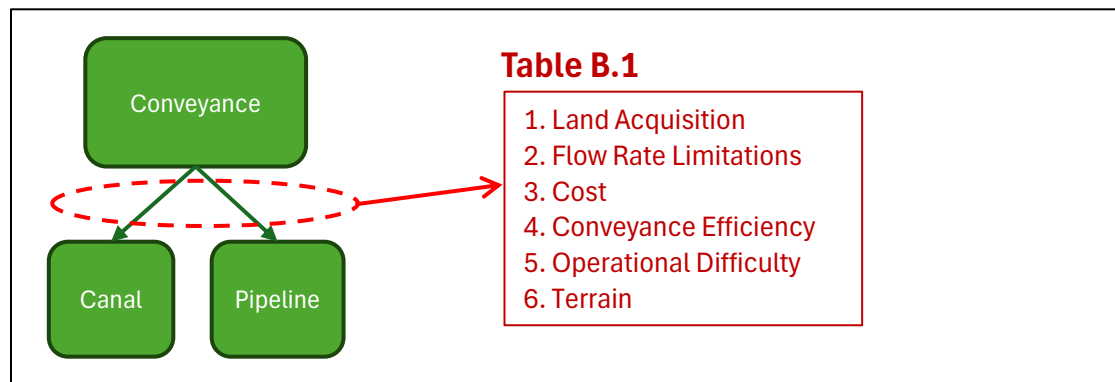 Conveyance
Canal
Pipeline
Table B.1
1. Land Acquisition
2. Flow Rate Limitations
3. Cost
4. Conveyance Efficiency
5. Operational Difficulty
6. Terrain